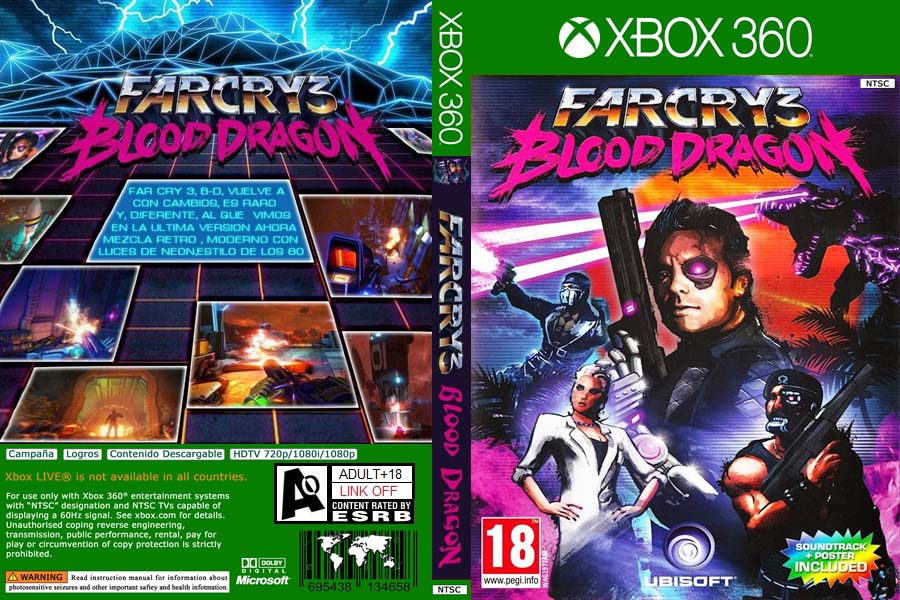 FARCRY3
BLOOD DRAGON
FAR CRY 3, B-D, VUELVE A
CON CAMBIOS, ES RARO
Y, DIFERENTE, AL QUE VIMOS
EN LA ULTIMA VERSION AHORA
MEZCLA RETRO , MODERNO CON
LUCES DE NEON,ESTILO DE LOS 80
Campaña Logros Contenido Descargable HDTV 720p/1080i/1080p
Xbox LIVE® is not available in all countries.
For use only with Xbox 360® entertainment systems
with "NTSC" designation and NTSC TVs capable of
displaying a 60Hz signal. See xbox.com for details.
Unauthorised coping reverse engineering,
transmission, public performance, rental, pay for
play or circumvention of copy protection is strictly
prohibited.
WARNING Read instruction manual for information about
photosensitive seizures and other important saftey and health infotmation.
DOLBY
DIGITAL
Microsoft®
AO
ADULT+18
LINK OFF
CONTENT RATED BY
ESRB
695438 134658
XBOX 360.
FARCRY3
BLOOD DRAGON
NTSC
XBOX 360.
NTSC
FARCRY3
BLOOD DRAGON
18
www.pegi.info
UBISOFT™
SOUNDTRACK
+ POSTER
INCLUDED